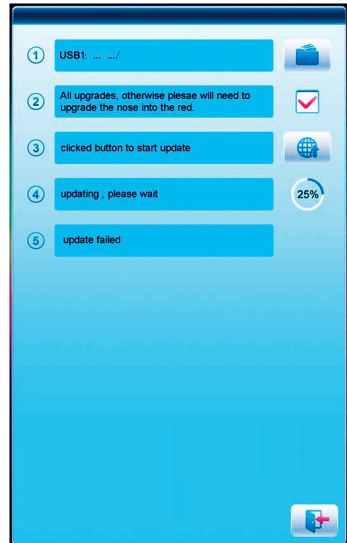 1 USB1: ... .../
2 All upgrades, otherwise plesae will need to
upgrade the nose into the red.
3 clicked button to start update
4 updating , please wait 25%
5 update failed